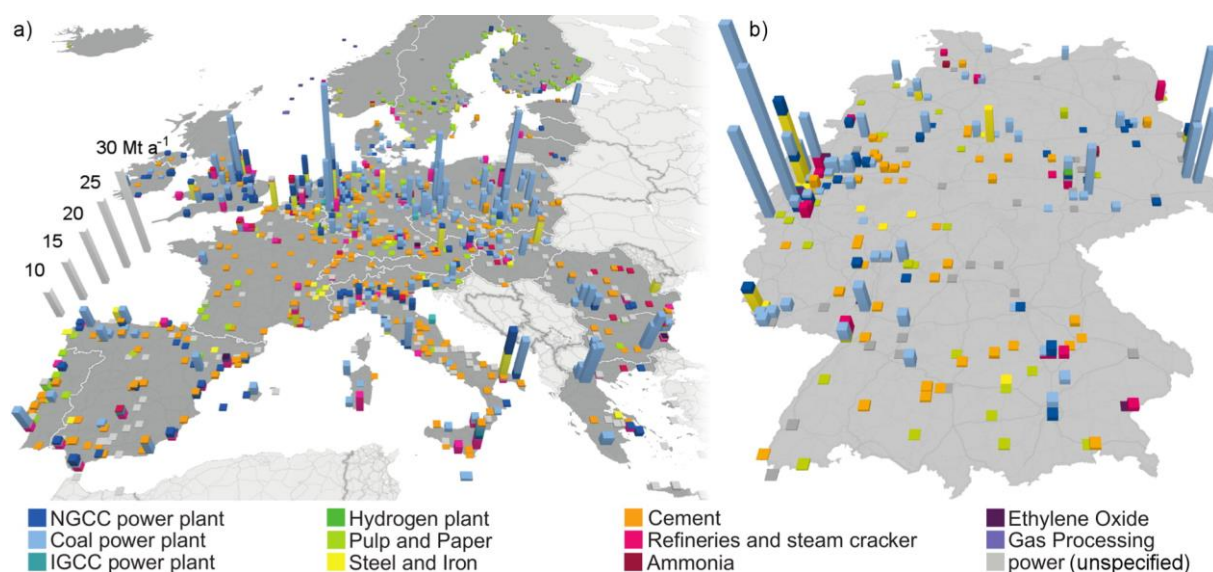 a)
b)
30 Mt a⁻¹
25
20
15
10
NGCC power plant
Coal power plant
IGCC power plant
Hydrogen plant
Pulp and Paper
Steel and Iron
Cement
Refineries and steam cracker
Ammonia
Ethylene Oxide
Gas Processing
power (unspecified)